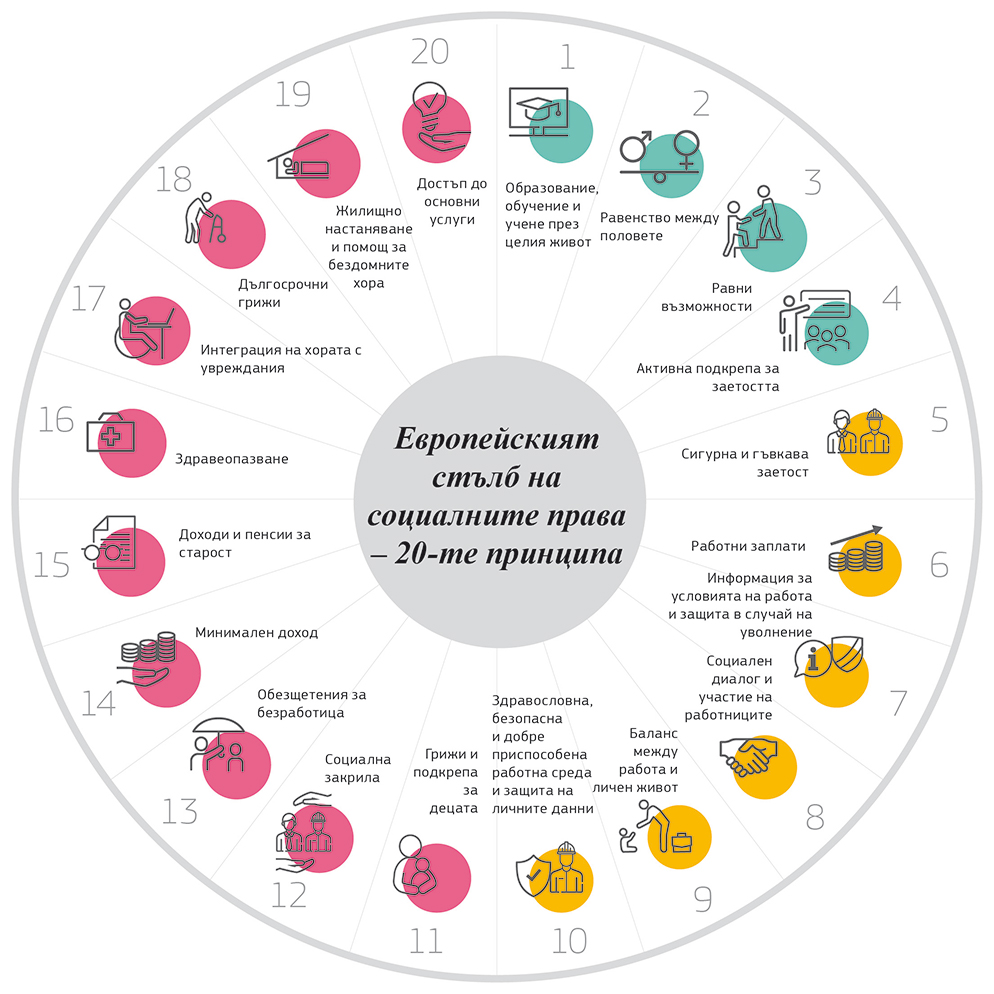 Европейският
стълб на
социалните права
– 20-те принципа
1
Образование,
обучение и
учене през
целия живот
2
Равенство между
половете
3
Равни
възможности
4
Активна подкрепа за
заетостта
5
Сигурна и гъвкава
заетост
6
Работни заплати
7
Информация за
условията на работа
и защита в случай на
уволнение
8
Социален
диалог и
участие на
работниците
9
Баланс
между
работа и
личен живот
10
Здравословна,
безопасна
и добре
приспособена
работна среда
и защита на
личните данни
11
Грижи и
подкрепа
за
децата
12
Социална
закрила
13
Обезщетения за
безработица
14
Минимален доход
15
Доходи и пенсии за
старост
16
Здравеопазване
17
Интеграция на хората с
увреждания
18
Дългосрочни
грижи
19
Жилищно
настаняване
и помощ за
бездомните
хора
20
Достъп до
основни
услуги